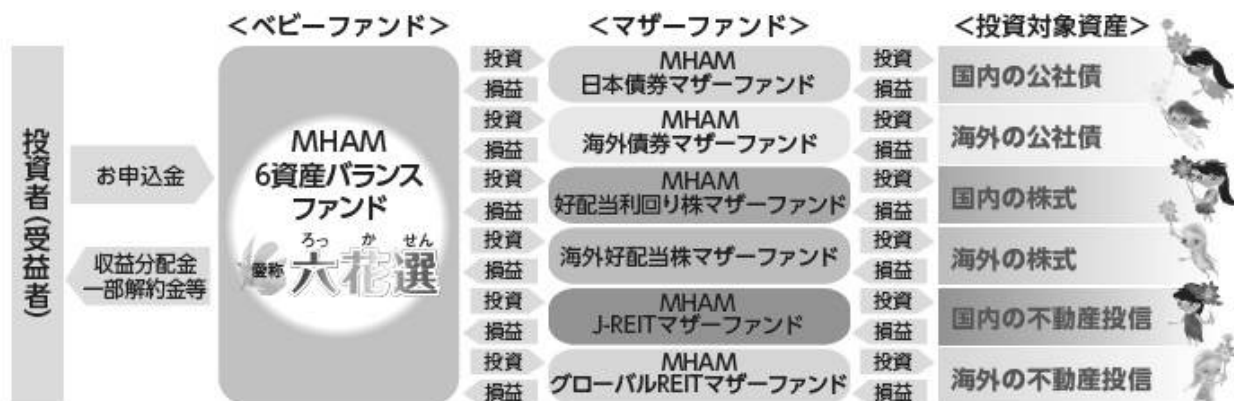 ＜ベビーファンド＞
＜マザーファンド＞
＜投資対象資産＞
投資者(受益者)
お申込金
収益分配金
一部解約金等
MHAM
6資産バランス
ファンド
ろっかせん
愛称 六花選
投資
損益
MHAM
日本債券マザーファンド
投資
損益
国内の公社債
投資
損益
MHAM
海外債券マザーファンド
投資
損益
海外の公社債
投資
損益
MHAM
好配当利回り株マザーファンド
投資
損益
国内の株式
投資
損益
海外好配当株マザーファンド
投資
損益
海外の株式
投資
損益
MHAM
J-REITマザーファンド
投資
損益
国内の不動産投信
投資
損益
MHAM
グローバルREITマザーファンド
投資
損益
海外の不動産投信